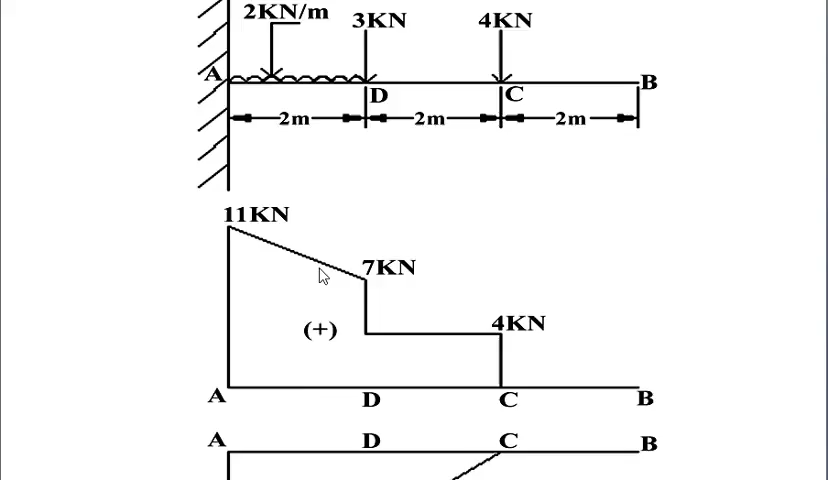 2KN/m 3KN 4KN
A B
D C
2m 2m 2m
11KN
7KN
(+) 4KN
A D C B
A D C B